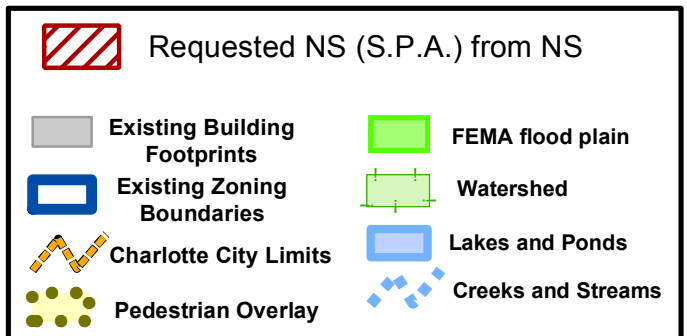 Requested NS (S.P.A.) from NS
Existing Building
Footprints
Existing Zoning
Boundaries
Charlotte City Limits
Pedestrian Overlay
FEMA flood plain
Watershed
Lakes and Ponds
Creeks and Streams